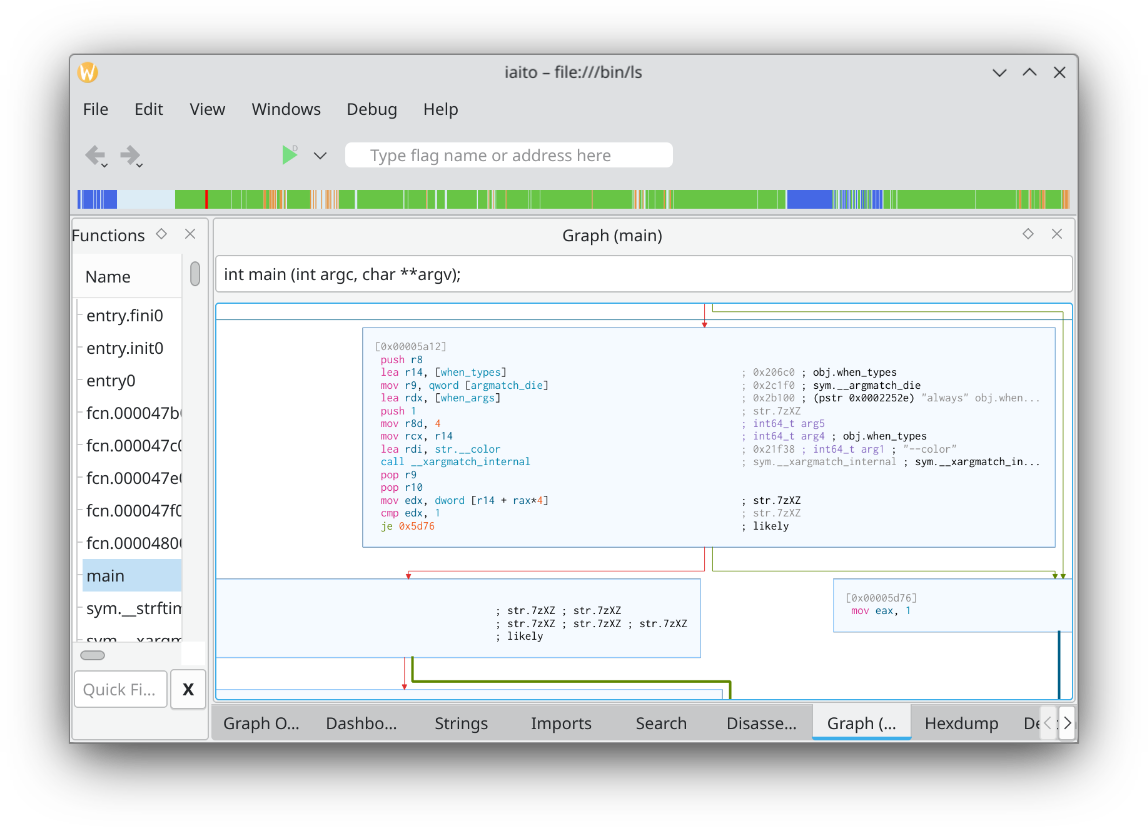 iaito – file:///bin/ls
File Edit View Windows Debug Help
Type flag name or address here
Functions
Name
entry.fini0
entry.init0
entry0
fcn.000047b
fcn.000047c
fcn.000047e
fcn.000047f
fcn.0000480
main
sym.__strftim
sym.__xargm
Quick Fi... X
Graph (main)
int main (int argc, char **argv);
[0x00005a12]
push r8
lea r14, [when_types] ; 0x206c0 ; obj.when_types
mov r9, qword [argmatch_die] ; 0x2c1f0 ; sym.__argmatch_die
lea rdx, [when_args] ; 0x2b100 ; (pstr 0x0002252e) "always" obj.when...
push 1 ; str.7zXZ
mov r8d, 4 ; int64_t arg5
mov rcx, r14 ; int64_t arg4 ; obj.when_types
lea rdi, str.__color ; 0x21f38 ; int64_t arg1 ; "--color"
call __xargmatch_internal ; sym.__xargmatch_internal ; sym.__xargmatch_in...
pop r9
pop r10
mov edx, dword [r14 + rax*4] ; str.7zXZ
cmp edx, 1 ; str.7zXZ
je 0x5d76 ; likely
; str.7zXZ ; str.7zXZ
; str.7zXZ ; str.7zXZ ; str.7zXZ
; likely
[0x00005d76]
mov eax, 1
Graph O... Dashbo... Strings Imports Search Disasse... Graph (... Hexdump